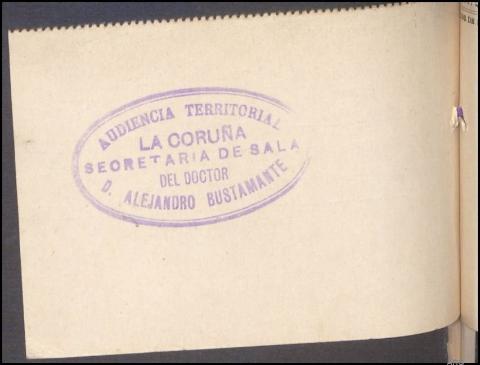 AUDIENCIA TERRITORIAL
LA CORUÑA
SECRETARIA DE SALA
DEL DOCTOR
D. ALEJANDRO BUSTAMANTE